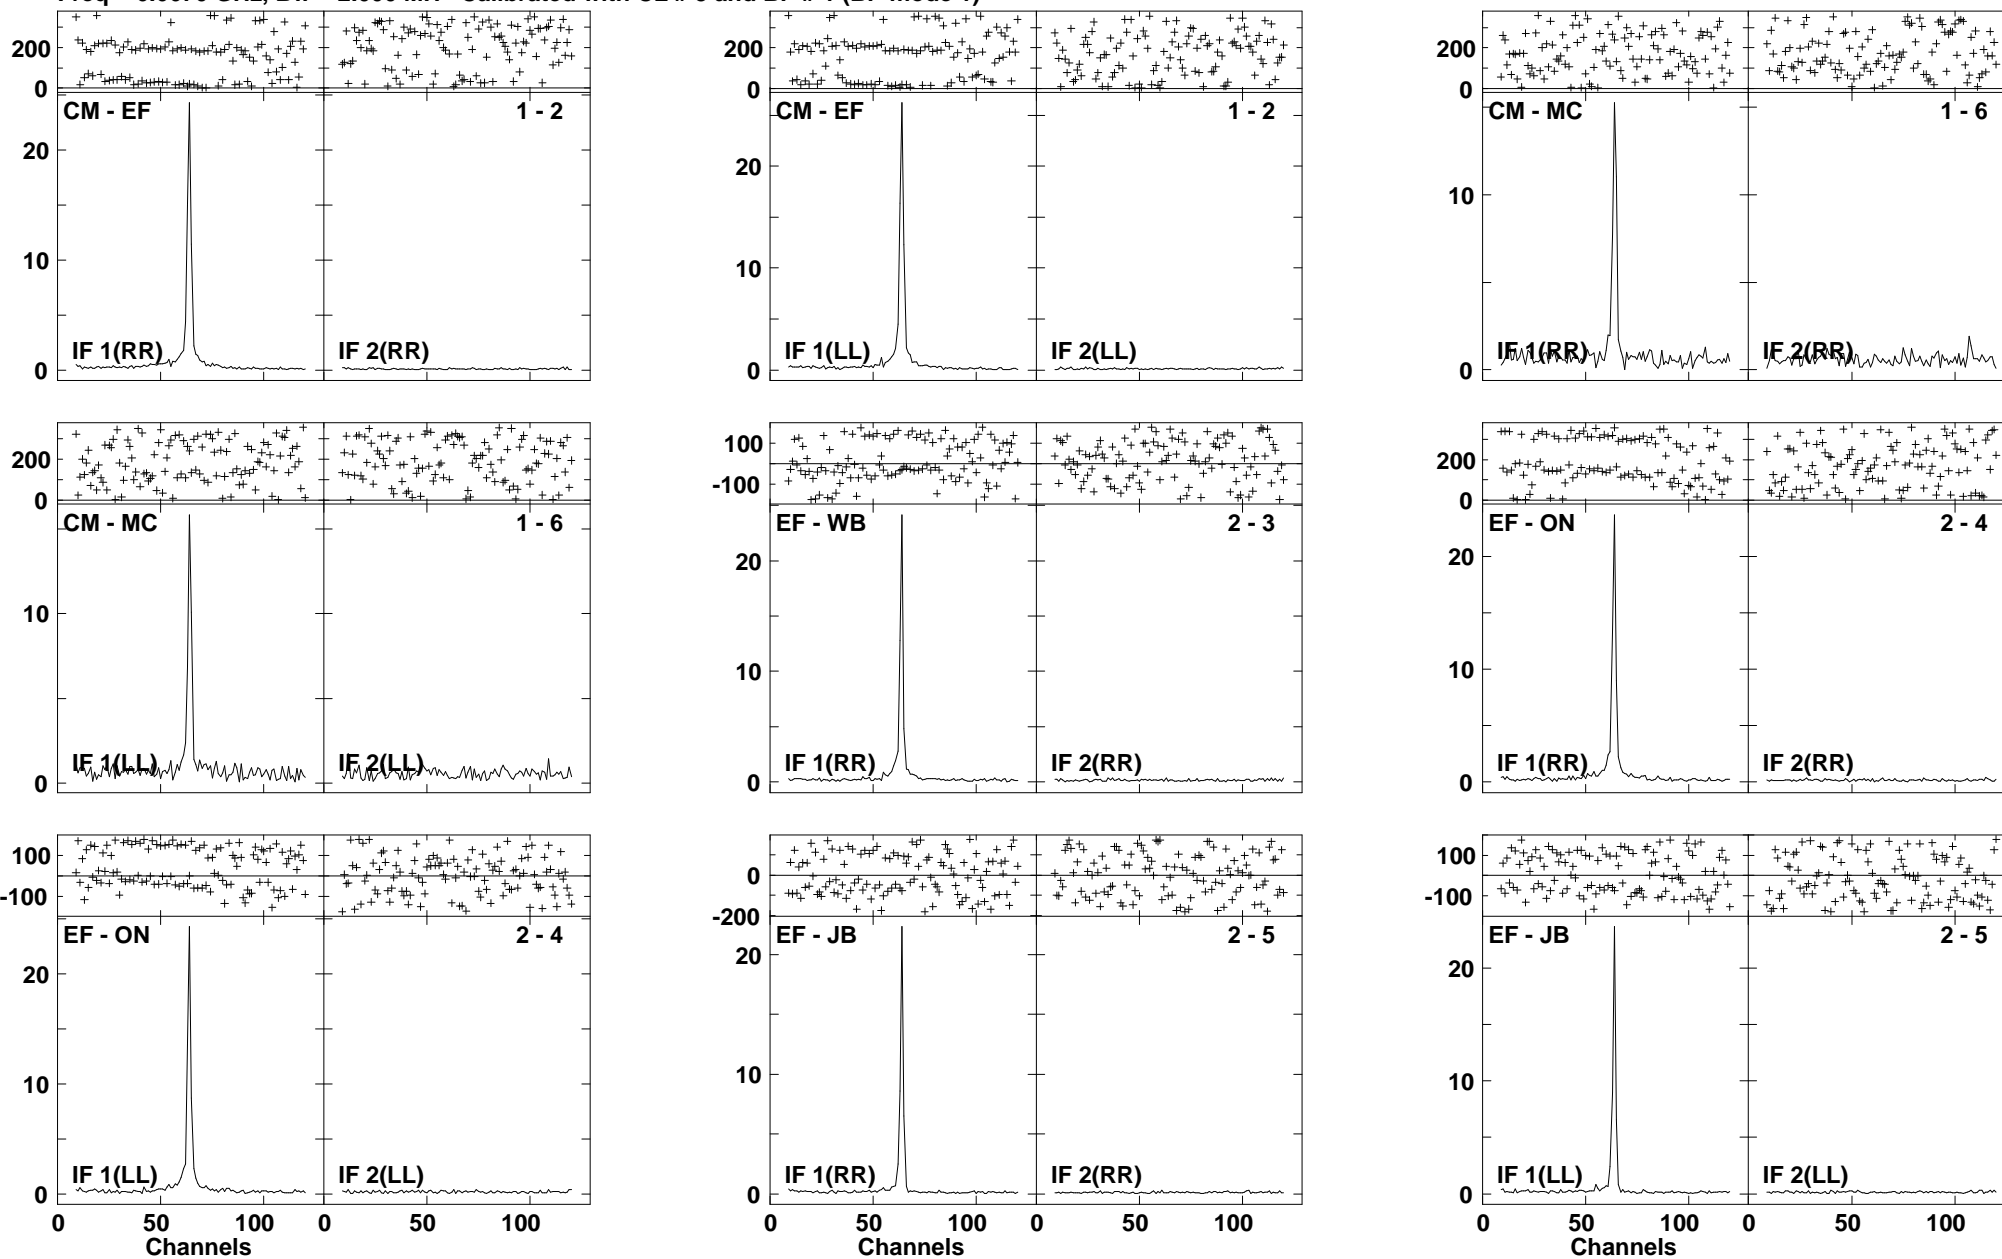 200
0
CM - EF
1 - 2
20
10
0
IF 1(RR)
IF 2(RR)
200
0
CM - EF
1 - 2
20
10
0
IF 1(LL)
IF 2(LL)
200
0
CM - MC
1 - 6
10
0
IF 1(RR)
IF 2(RR)
200
0
CM - MC
1 - 6
10
0
IF 1(LL)
IF 2(LL)
100
-100
EF - WB
2 - 3
20
10
0
IF 1(RR)
IF 2(RR)
200
0
EF - ON
2 - 4
20
10
0
IF 1(RR)
IF 2(RR)
100
-100
EF - ON
2 - 4
20
10
0
IF 1(LL)
IF 2(LL)
0 50 100 0 50 100
Channels
0
-200
EF - JB
2 - 5
20
10
0
IF 1(RR)
IF 2(RR)
0 50 100 0 50 100
Channels
100
-100
EF - JB
2 - 5
20
10
0
IF 1(LL)
IF 2(LL)
0 50 100 0 50 100
Channels